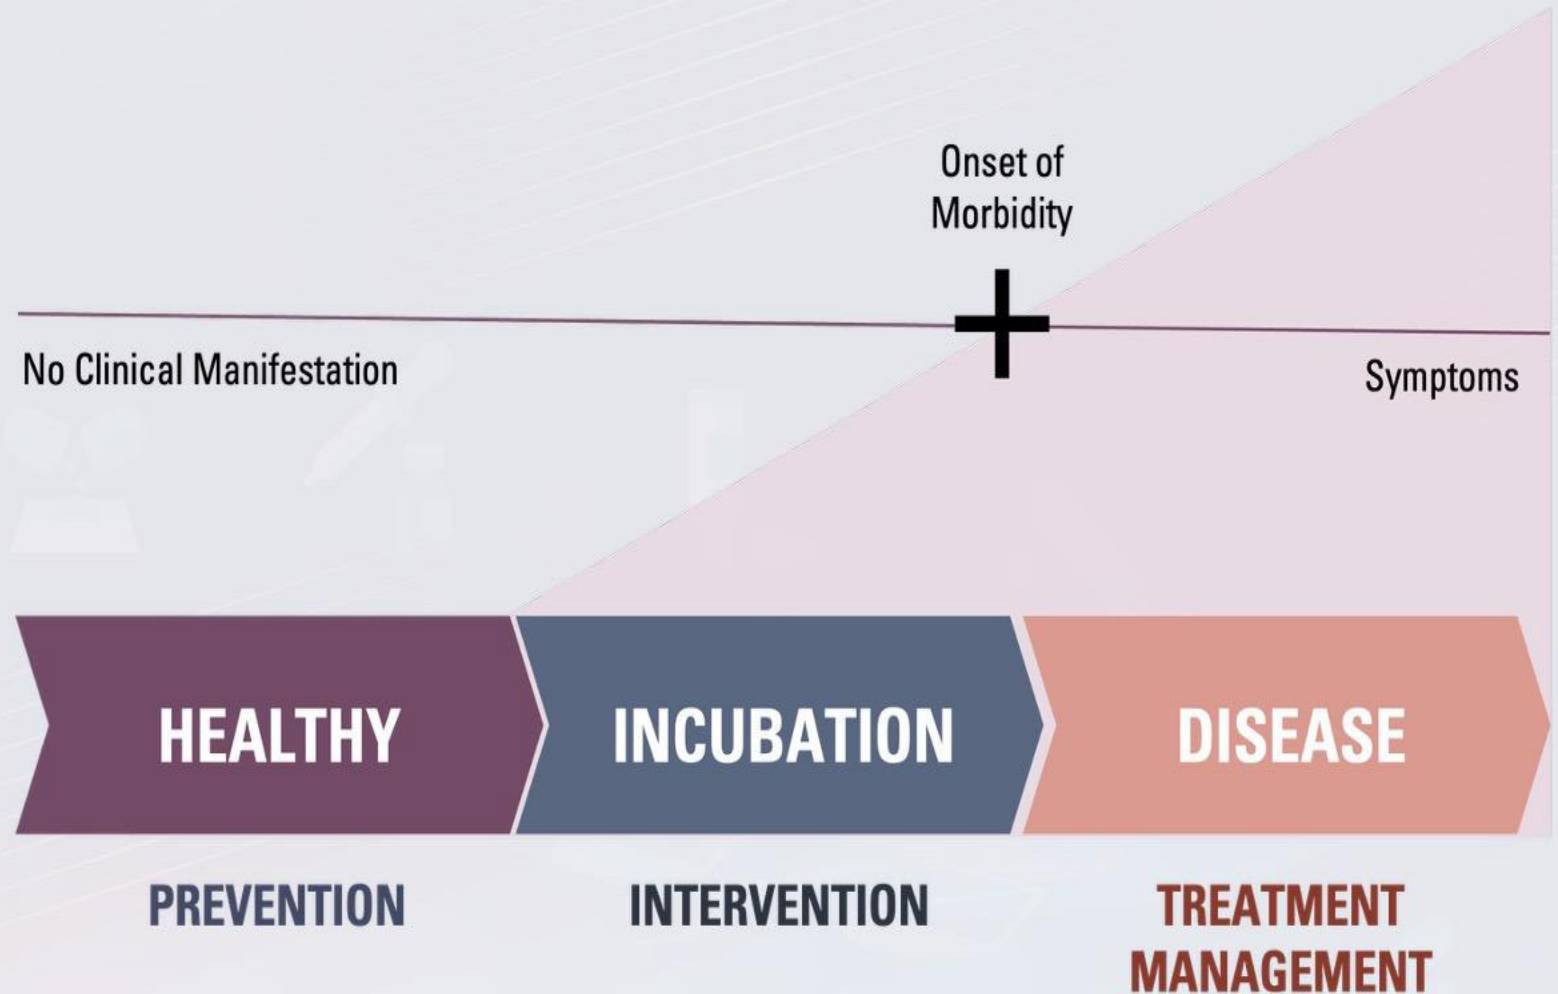 Onset of
Morbidity
No Clinical Manifestation
Symptoms
HEALTHY
INCUBATION
DISEASE
PREVENTION
INTERVENTION
TREATMENT
MANAGEMENT